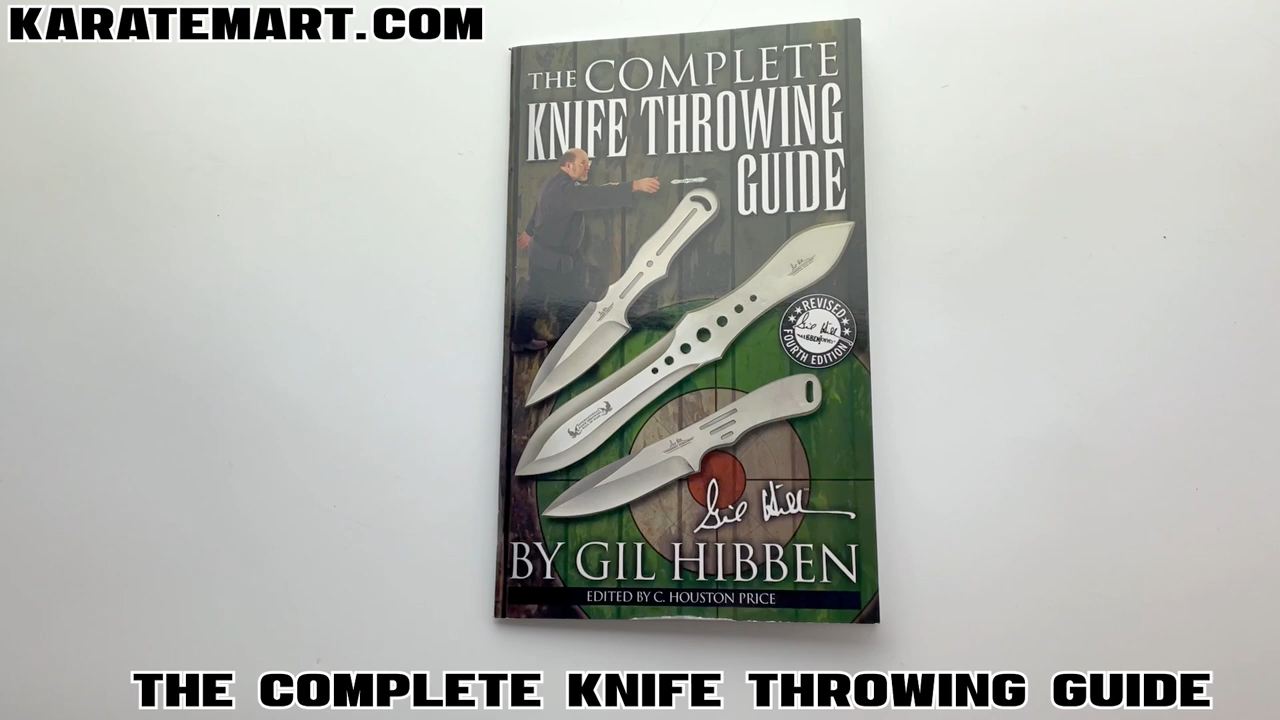 KARATEMART.COM
THE COMPLETE
KNIFE THROWING
GUIDE
REVISED
FOURTH EDITION
BY GIL HIBBEN
EDITED BY C. HOUSTON PRICE
THE COMPLETE KNIFE THROWING GUIDE